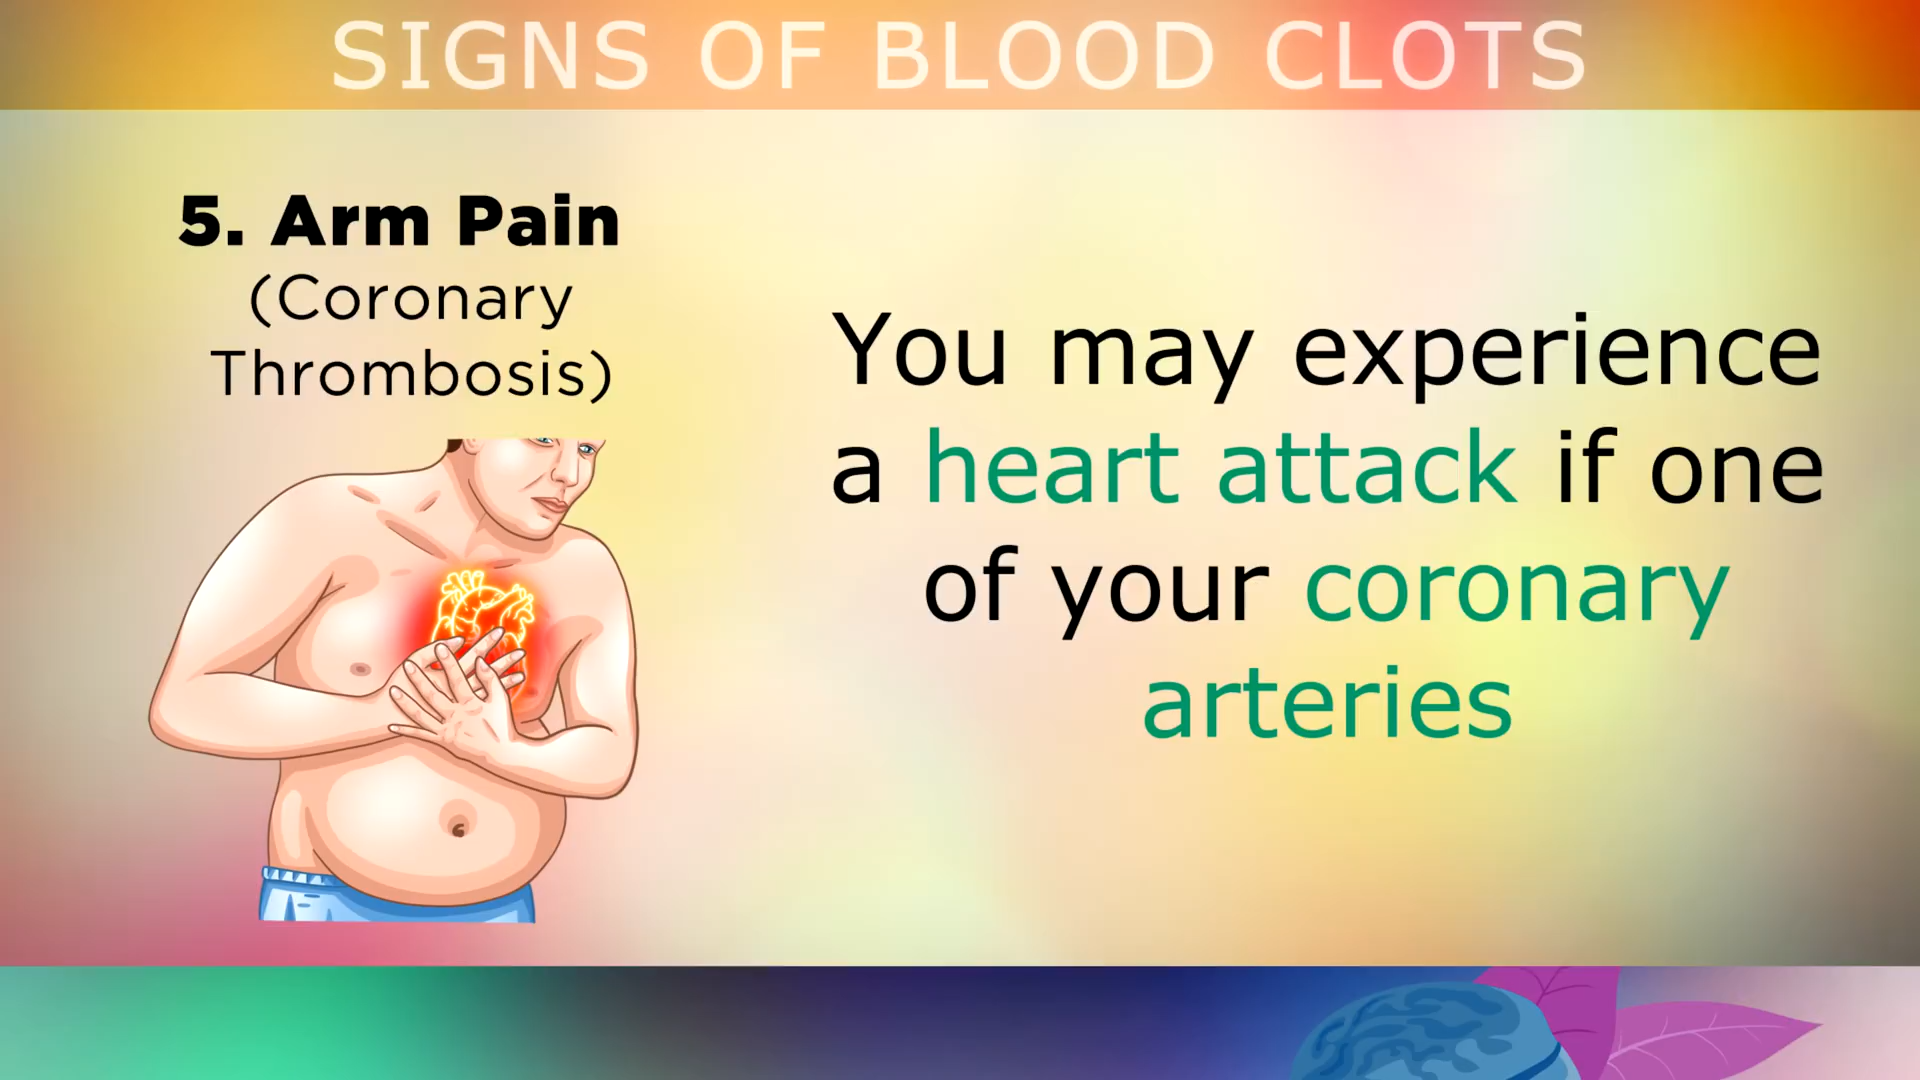 SIGNS OF BLOOD CLOTS
5. Arm Pain
(Coronary
Thrombosis)
You may experience
a heart attack if one
of your coronary
arteries